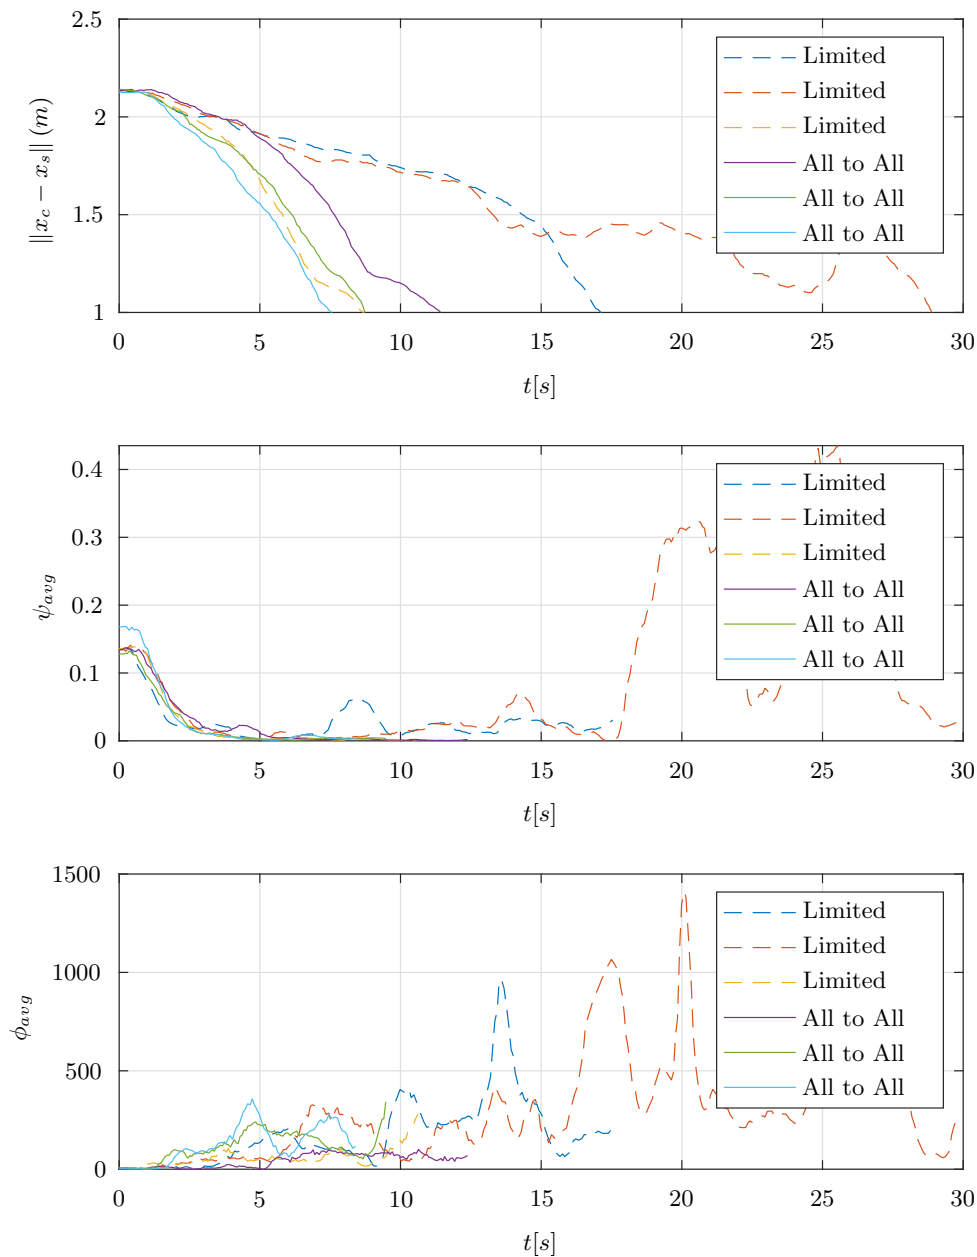 2.5
2
1.5
1
‖x_c − x_s‖ (m)
Limited
Limited
Limited
All to All
All to All
All to All
0 5 10 15 20 25 30
t[s]
0.4
0.3
0.2
0.1
0
ψ_avg
Limited
Limited
Limited
All to All
All to All
All to All
0 5 10 15 20 25 30
t[s]
1500
1000
500
0
ϕ_avg
Limited
Limited
Limited
All to All
All to All
All to All
0 5 10 15 20 25 30
t[s]